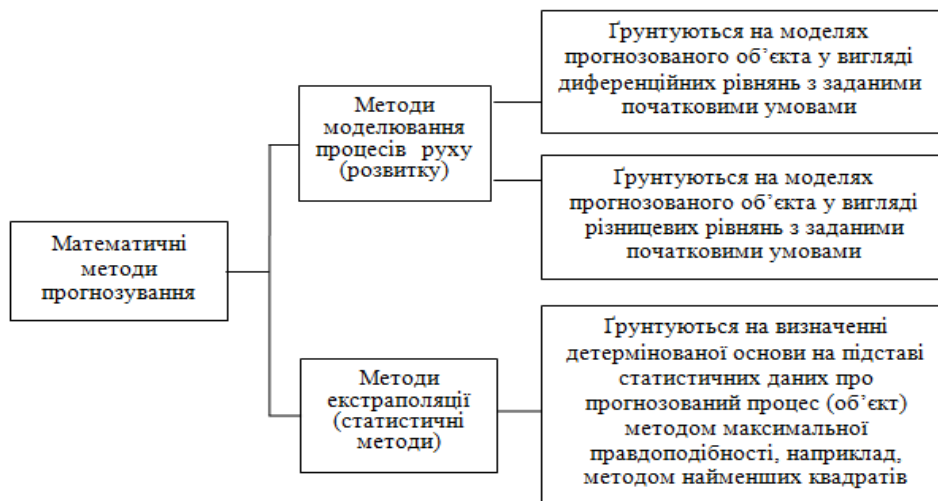 Математичні
методи
прогнозування
Методи
моделювання
процесів руху
(розвитку)
Ґрунтуються на моделях
прогнозованого об’єкта у вигляді
диференційних рівнянь з заданими
початковими умовами
Ґрунтуються на моделях
прогнозованого об’єкта у вигляді
різницевих рівнянь з заданими
початковими умовами
Методи
екстраполяції
(статистичні
методи)
Ґрунтуються на визначенні
детермінованої основи на підставі
статистичних даних про
прогнозований процес (об’єкт)
методом максимальної
правдоподібності, наприклад,
методом найменших квадратів